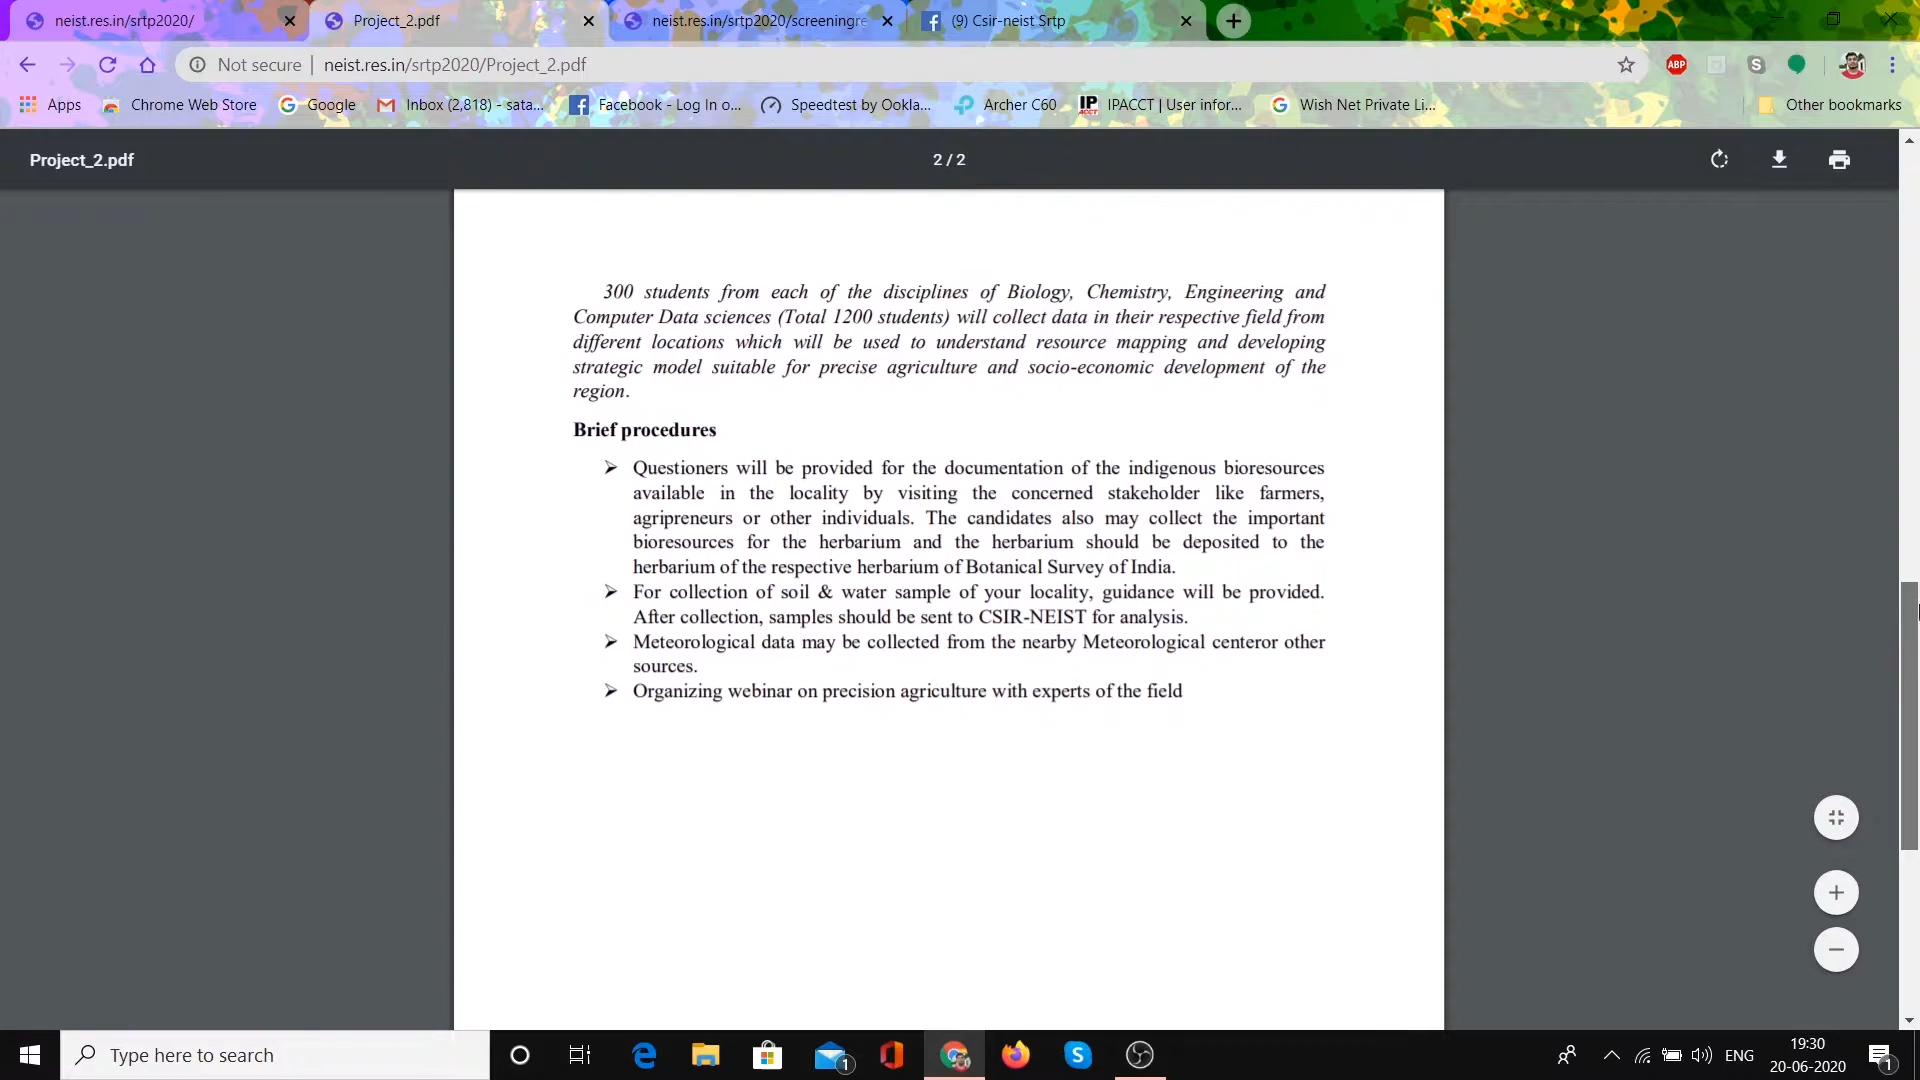 neist.res.in/srtp2020/
Project_2.pdf
neist.res.in/srtp2020/screeningre
(9) Csir-neist Srtp
Not secure | neist.res.in/srtp2020/Project_2.pdf
ABP
Apps
Chrome Web Store
Google
Inbox (2,818) - sata...
Facebook - Log In o...
Speedtest by Ookla...
Archer C60
IPACCT | User infor...
Wish Net Private Li...
Other bookmarks
Project_2.pdf
2 / 2
300 students from each of the disciplines of Biology, Chemistry, Engineering and
Computer Data sciences (Total 1200 students) will collect data in their respective field from
different locations which will be used to understand resource mapping and developing
strategic model suitable for precise agriculture and socio-economic development of the
region.
Brief procedures
➢ Questioners will be provided for the documentation of the indigenous bioresources
available in the locality by visiting the concerned stakeholder like farmers,
agripreneurs or other individuals. The candidates also may collect the important
bioresources for the herbarium and the herbarium should be deposited to the
herbarium of the respective herbarium of Botanical Survey of India.
➢ For collection of soil & water sample of your locality, guidance will be provided.
After collection, samples should be sent to CSIR-NEIST for analysis.
➢ Meteorological data may be collected from the nearby Meteorological centeror other
sources.
➢ Organizing webinar on precision agriculture with experts of the field
Type here to search
1
ENG
19:30
20-06-2020
1